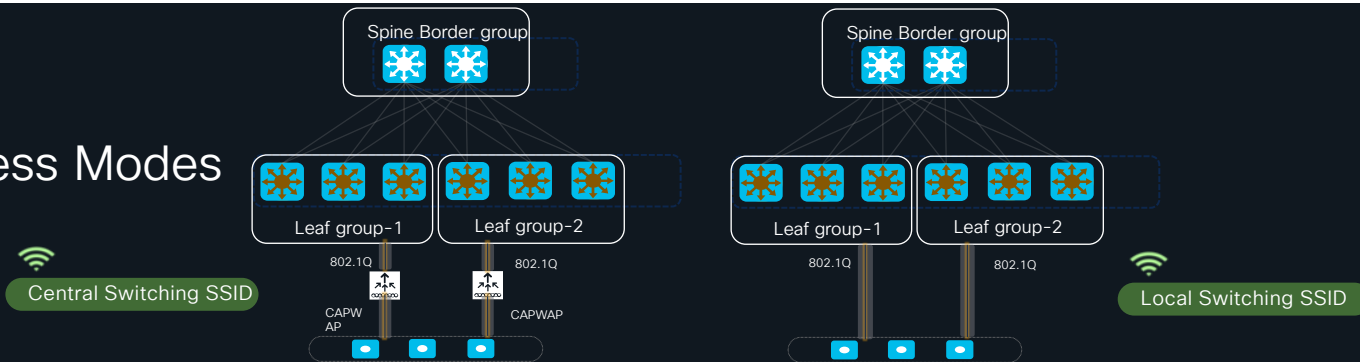 Spine Border group
Spine Border group
ess Modes
Leaf group-1
Leaf group-2
Leaf group-1
Leaf group-2
802.1Q
802.1Q
802.1Q
802.1Q
Central Switching SSID
Local Switching SSID
CAPW
AP
CAPWAP